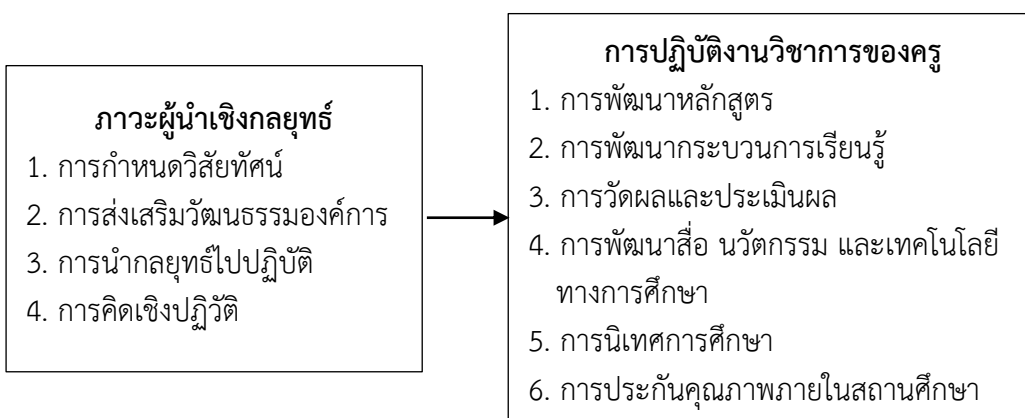 ภาวะผู้นำเชิงกลยุทธ์
1. การกำหนดวิสัยทัศน์
2. การส่งเสริมวัฒนธรรมองค์การ
3. การนำกลยุทธ์ไปปฏิบัติ
4. การคิดเชิงปฏิวัติ
การปฏิบัติงานวิชาการของครู
1. การพัฒนาหลักสูตร
2. การพัฒนากระบวนการเรียนรู้
3. การวัดผลและประเมินผล
4. การพัฒนาสื่อ นวัตกรรม และเทคโนโลยี
ทางการศึกษา
5. การนิเทศการศึกษา
6. การประกันคุณภาพภายในสถานศึกษา